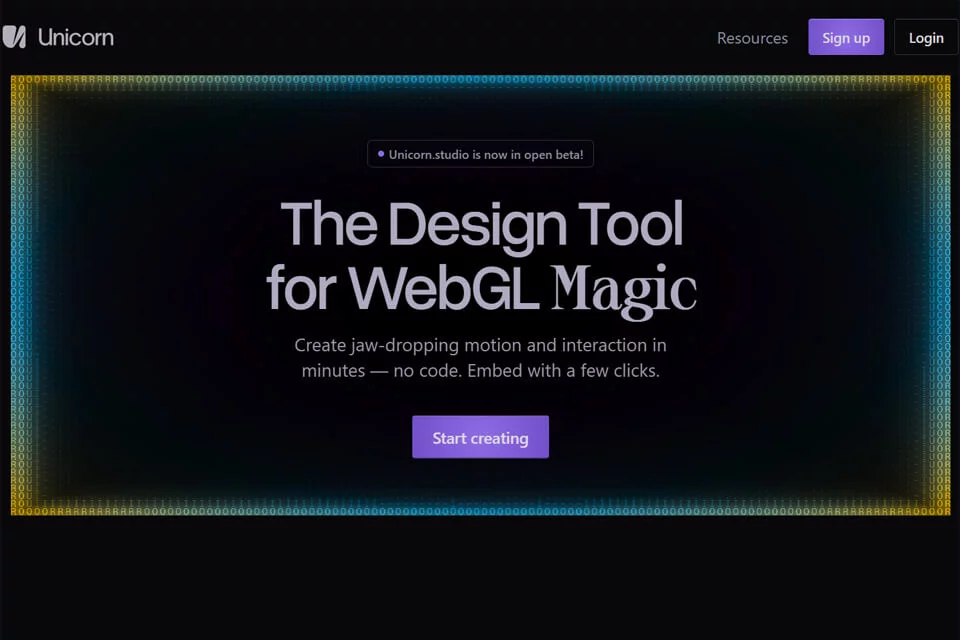 Unicorn
Resources
Sign up
Login
Unicorn.studio is now in open beta!
The Design Tool
for WebGL Magic
Create jaw-dropping motion and interaction in
minutes — no code. Embed with a few clicks.
Start creating